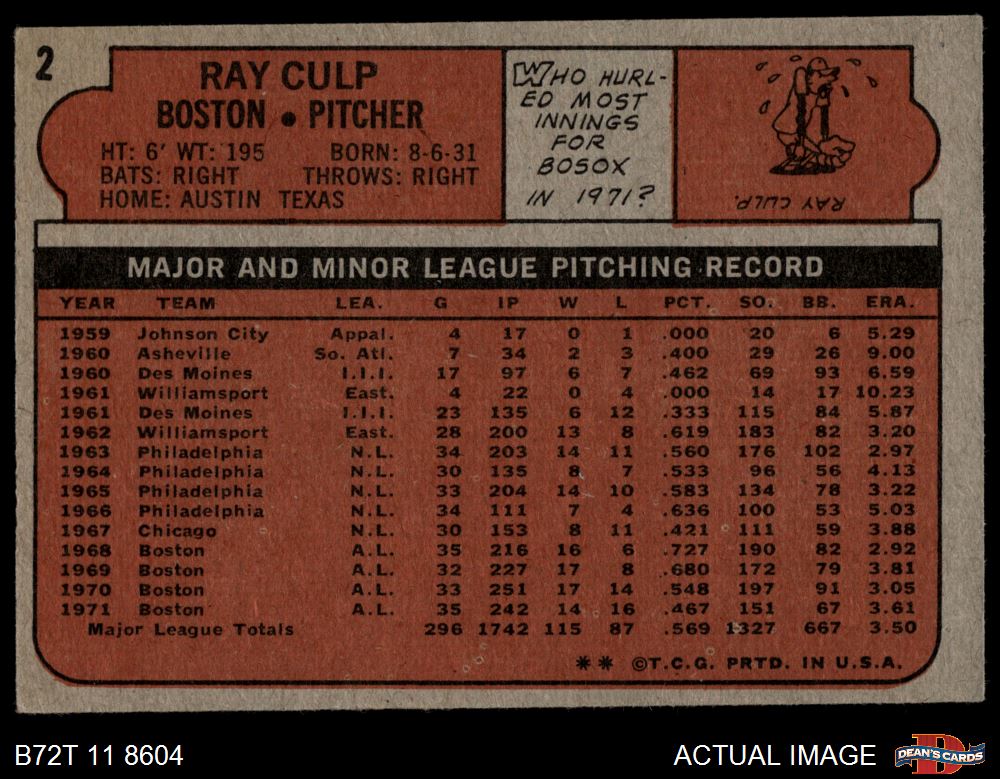 2
RAY CULP
BOSTON • PITCHER
HT: 6' WT: 195 BORN: 8-6-31
BATS: RIGHT THROWS: RIGHT
HOME: AUSTIN TEXAS
WHO HURL-
ED MOST
INNINGS
FOR
BOSOX
IN 1971?
RAY CULP.
MAJOR AND MINOR LEAGUE PITCHING RECORD
YEAR TEAM LEA. G IP W L PCT. SO. BB. ERA.
1959 Johnson City Appal. 4 17 0 1 .000 20 6 5.29
1960 Asheville So. Atl. 7 34 2 3 .400 29 26 9.00
1960 Des Moines I.I.I. 17 97 6 7 .462 69 93 6.59
1961 Williamsport East. 4 22 0 4 .000 14 17 10.23
1961 Des Moines I.I.I. 23 135 6 12 .333 115 84 5.87
1962 Williamsport East. 28 200 13 8 .619 183 82 3.20
1963 Philadelphia N.L. 34 203 14 11 .560 176 102 2.97
1964 Philadelphia N.L. 30 135 8 7 .533 96 56 4.13
1965 Philadelphia N.L. 33 204 14 10 .583 134 78 3.22
1966 Philadelphia N.L. 34 111 7 4 .636 100 53 5.03
1967 Chicago N.L. 30 153 8 11 .421 111 59 3.88
1968 Boston A.L. 35 216 16 6 .727 190 82 2.92
1969 Boston A.L. 32 227 17 8 .680 172 79 3.81
1970 Boston A.L. 33 251 17 14 .548 197 91 3.05
1971 Boston A.L. 35 242 14 16 .467 151 67 3.61
Major League Totals 296 1742 115 87 .569 1327 667 3.50
** ©T.C.G. PRTD. IN U.S.A.
B72T 11 8604 ACTUAL IMAGE
D
DEAN'S CARDS